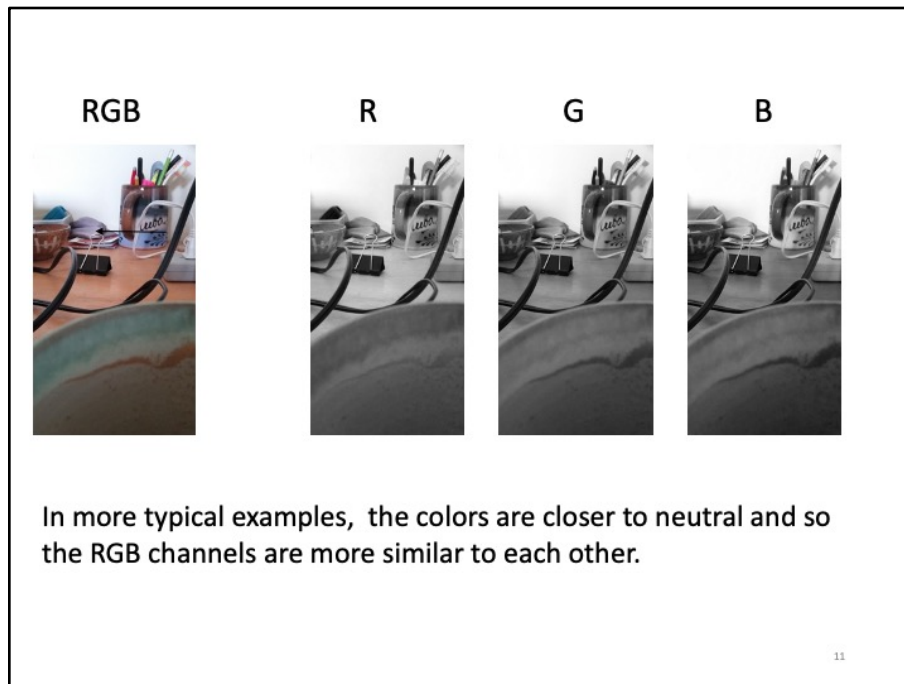 RGB R G B
In more typical examples,  the colors are closer to neutral and so
the RGB channels are more similar to each other.
11